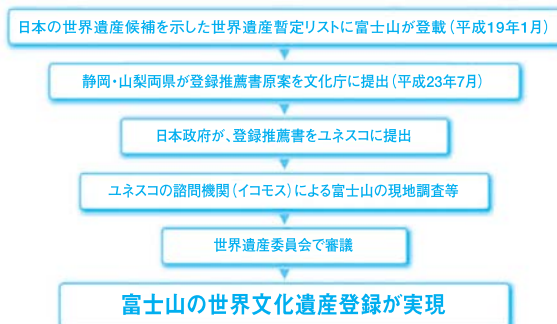 日本の世界遺産候補を示した世界遺産暫定リストに富士山が登載（平成19年1月）
静岡・山梨両県が登録推薦書原案を文化庁に提出（平成23年7月）
日本政府が、登録推薦書をユネスコに提出
ユネスコの諮問機関（イコモス）による富士山の現地調査等
世界遺産委員会で審議
富士山の世界文化遺産登録が実現